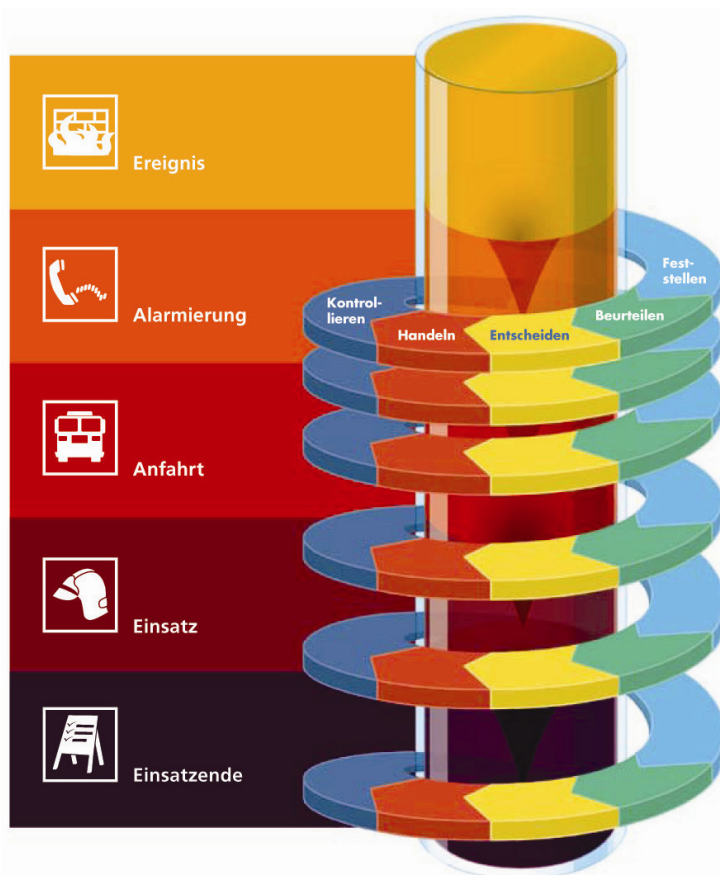 Ereignis
Alarmierung
Anfahrt
Einsatz
Einsatzende
Kontrol-
lieren
Handeln
Entscheiden
Beurteilen
Fest-
stellen